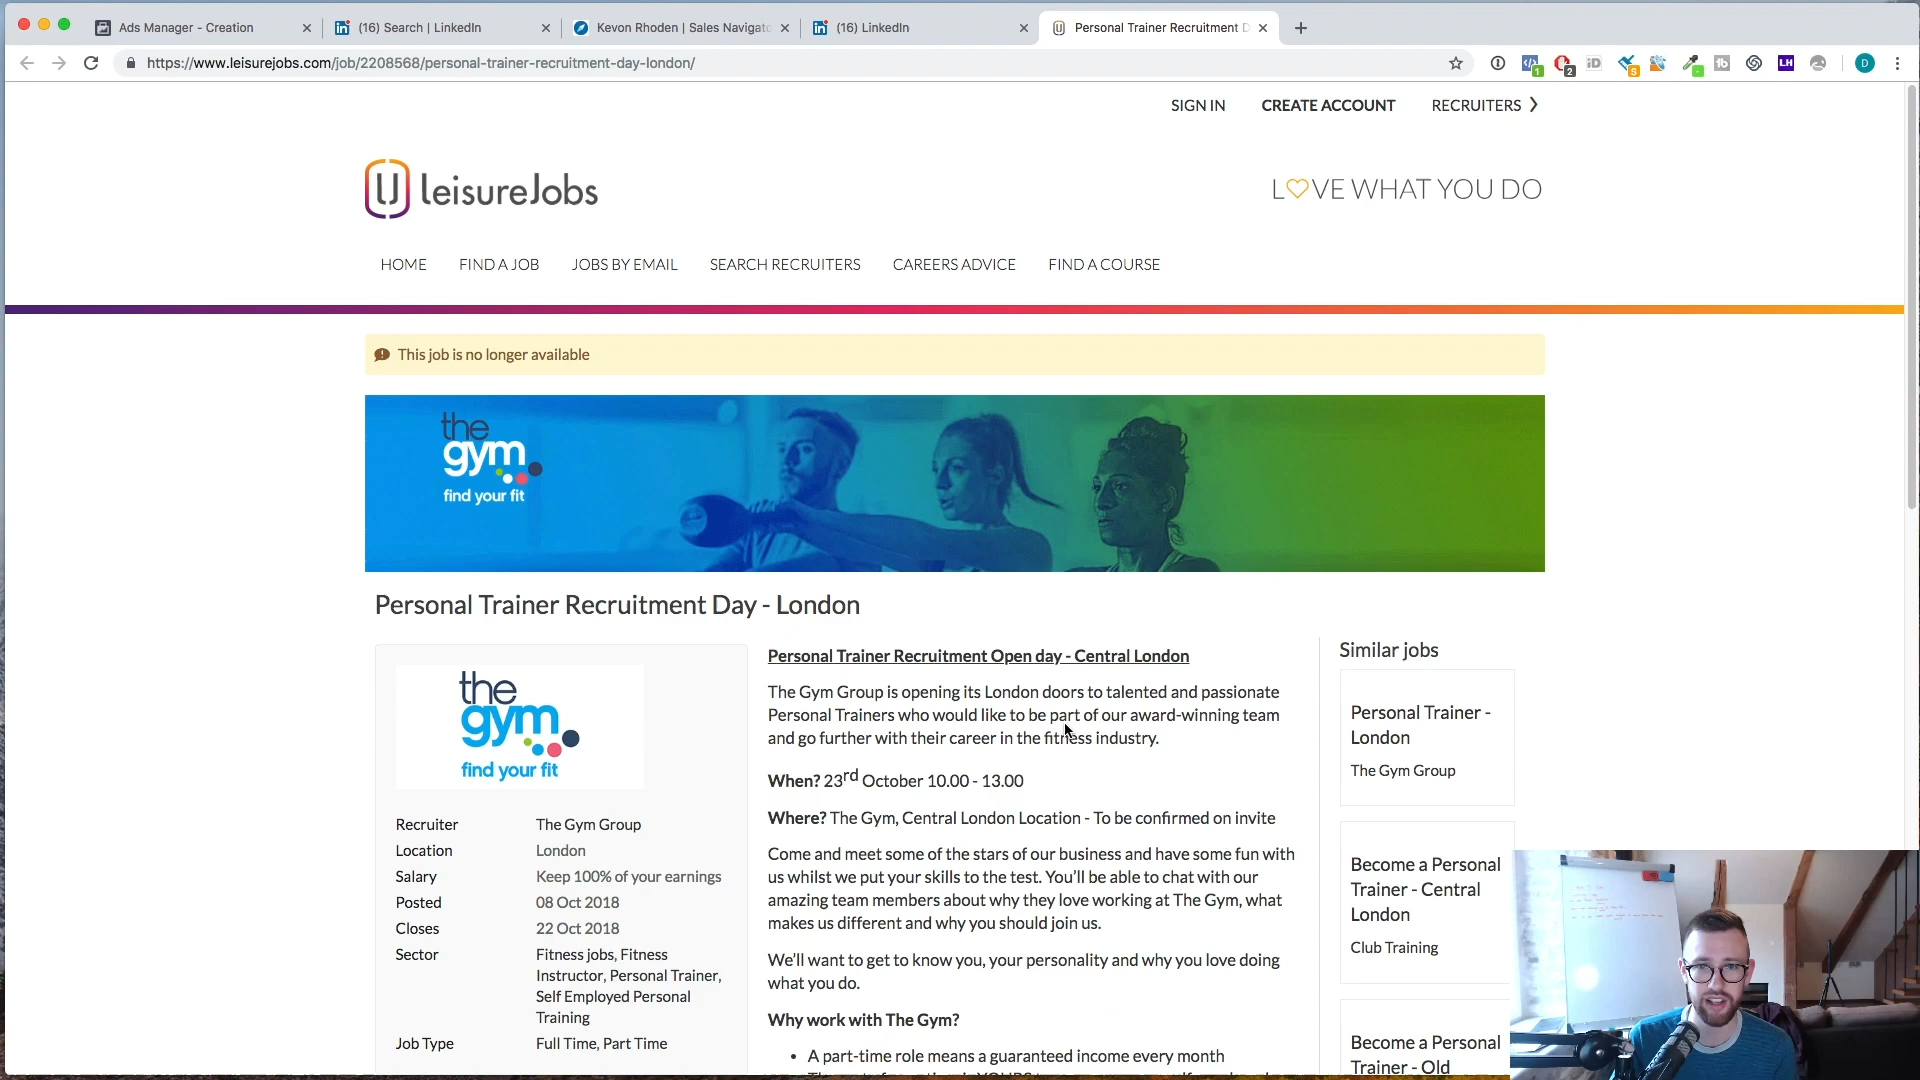 Ads Manager - Creation
(16) Search | LinkedIn
Kevon Rhoden | Sales Navigato
(16) LinkedIn
Personal Trainer Recruitment D
https://www.leisurejobs.com/job/2208568/personal-trainer-recruitment-day-london/
SIGN IN
CREATE ACCOUNT
RECRUITERS
leisureJobs
LOVE WHAT YOU DO
HOME
FIND A JOB
JOBS BY EMAIL
SEARCH RECRUITERS
CAREERS ADVICE
FIND A COURSE
This job is no longer available
the
gym
find your fit
Personal Trainer Recruitment Day - London
the
gym
find your fit
Recruiter The Gym Group
Location London
Salary Keep 100% of your earnings
Posted 08 Oct 2018
Closes 22 Oct 2018
Sector Fitness jobs, Fitness
Instructor, Personal Trainer,
Self Employed Personal
Training
Job Type Full Time, Part Time
Personal Trainer Recruitment Open day - Central London
The Gym Group is opening its London doors to talented and passionate
Personal Trainers who would like to be part of our award-winning team
and go further with their career in the fitness industry.
When? 23rd October 10.00 - 13.00
Where? The Gym, Central London Location - To be confirmed on invite
Come and meet some of the stars of our business and have some fun with
us whilst we put your skills to the test. You'll be able to chat with our
amazing team members about why they love working at The Gym, what
makes us different and why you should join us.
We'll want to get to know you, your personality and why you love doing
what you do.
Why work with The Gym?
• A part-time role means a guaranteed income every month
Similar jobs
Personal Trainer -
London
The Gym Group
Become a Personal
Trainer - Central
London
Club Training
Become a Personal
Trainer - Old